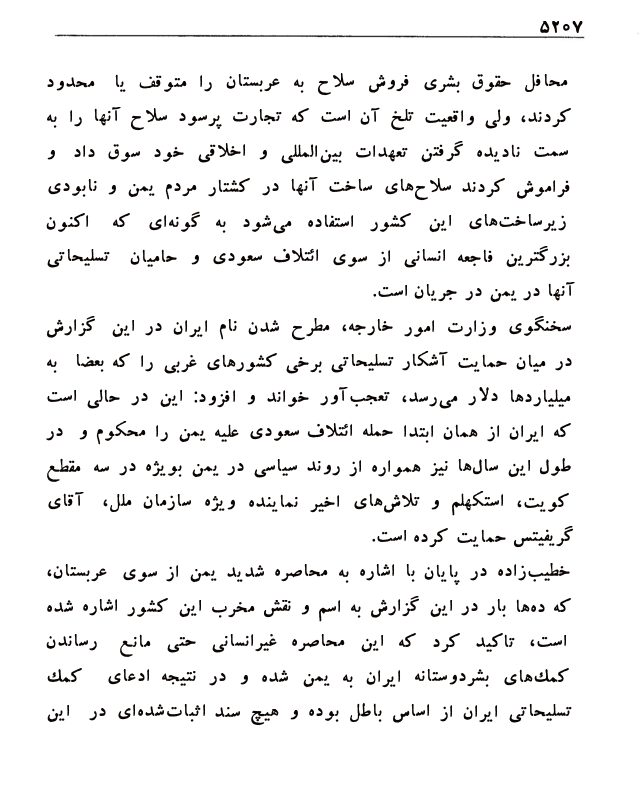 ۵۲۰۷
محافل حقوق بشری فروش سلاح به عربستان را متوقف یا محدود
کردند، ولی واقعیت تلخ آن است که تجارت پرسود سلاح آنها را به
سمت نادیده گرفتن تعهدات بین‌المللی و اخلاقی خود سوق داد و
فراموش کردند سلاح‌های ساخت آنها در کشتار مردم یمن و نابودی
زیرساخت‌های این کشور استفاده می‌شود به گونه‌ای که اکنون
بزرگترین فاجعه انسانی از سوی ائتلاف سعودی و حامیان تسلیحاتی
آنها در یمن در جریان است.
سخنگوی وزارت امور خارجه، مطرح شدن نام ایران در این گزارش
در میان حمایت آشکار تسلیحاتی برخی کشورهای غربی را که بعضا به
میلیاردها دلار می‌رسد، تعجب‌آور خواند و افزود: این در حالی است
که ایران از همان ابتدا حمله ائتلاف سعودی علیه یمن را محکوم و در
طول این سال‌ها نیز همواره از روند سیاسی در یمن بویژه در سه مقطع
کویت، استکهلم و تلاش‌های اخیر نماینده ویژه سازمان ملل، آقای
گریفیتس حمایت کرده است.
خطیب‌زاده در پایان با اشاره به محاصره شدید یمن از سوی عربستان،
که ده‌ها بار در این گزارش به اسم و نقش مخرب این کشور اشاره شده
است، تاکید کرد که این محاصره غیرانسانی حتی مانع رساندن
کمك‌های بشردوستانه ایران به یمن شده و در نتیجه ادعای کمك
تسلیحاتی ایران از اساس باطل بوده و هیچ سند اثبات‌شده‌ای در این